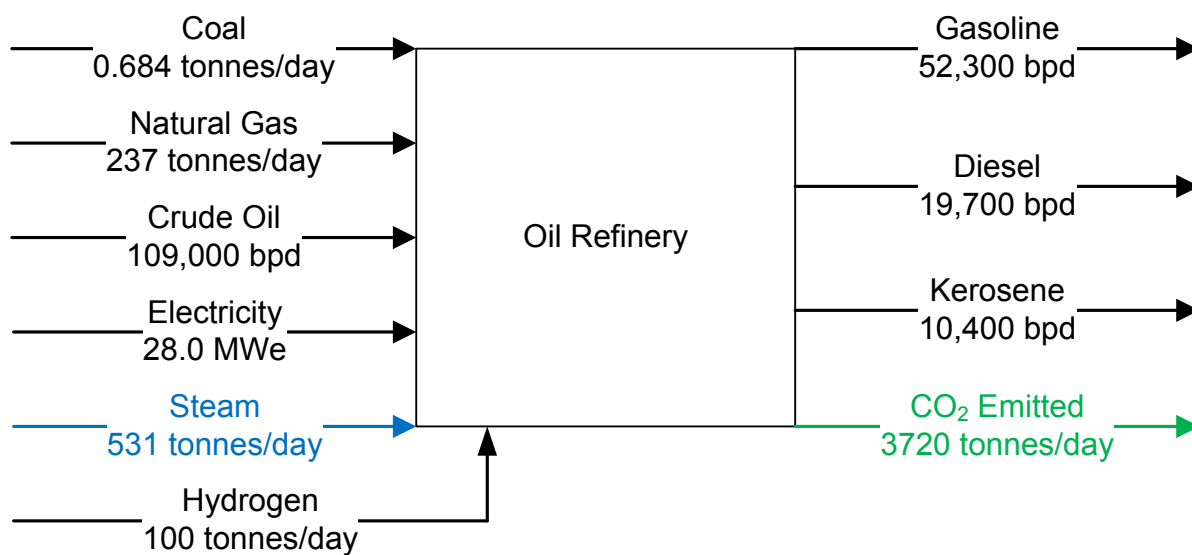 Coal
0.684 tonnes/day
Natural Gas
237 tonnes/day
Crude Oil
109,000 bpd
Electricity
28.0 MWe
Steam
531 tonnes/day
Hydrogen
100 tonnes/day
Oil Refinery
Gasoline
52,300 bpd
Diesel
19,700 bpd
Kerosene
10,400 bpd
CO₂ Emitted
3720 tonnes/day